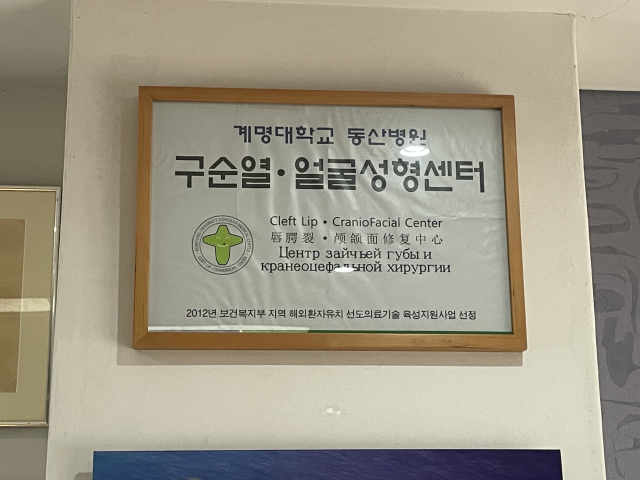 계명대학교 동산병원
구순열·얼굴성형센터
Cleft Lip • CranioFacial Center
唇腭裂 • 颅颌面修复中心
Центр зайчьей губы и
кранеоцефальной хирургии
2012년 보건복지부 지역 해외환자유치 선도의료기술 육성지원사업 선정